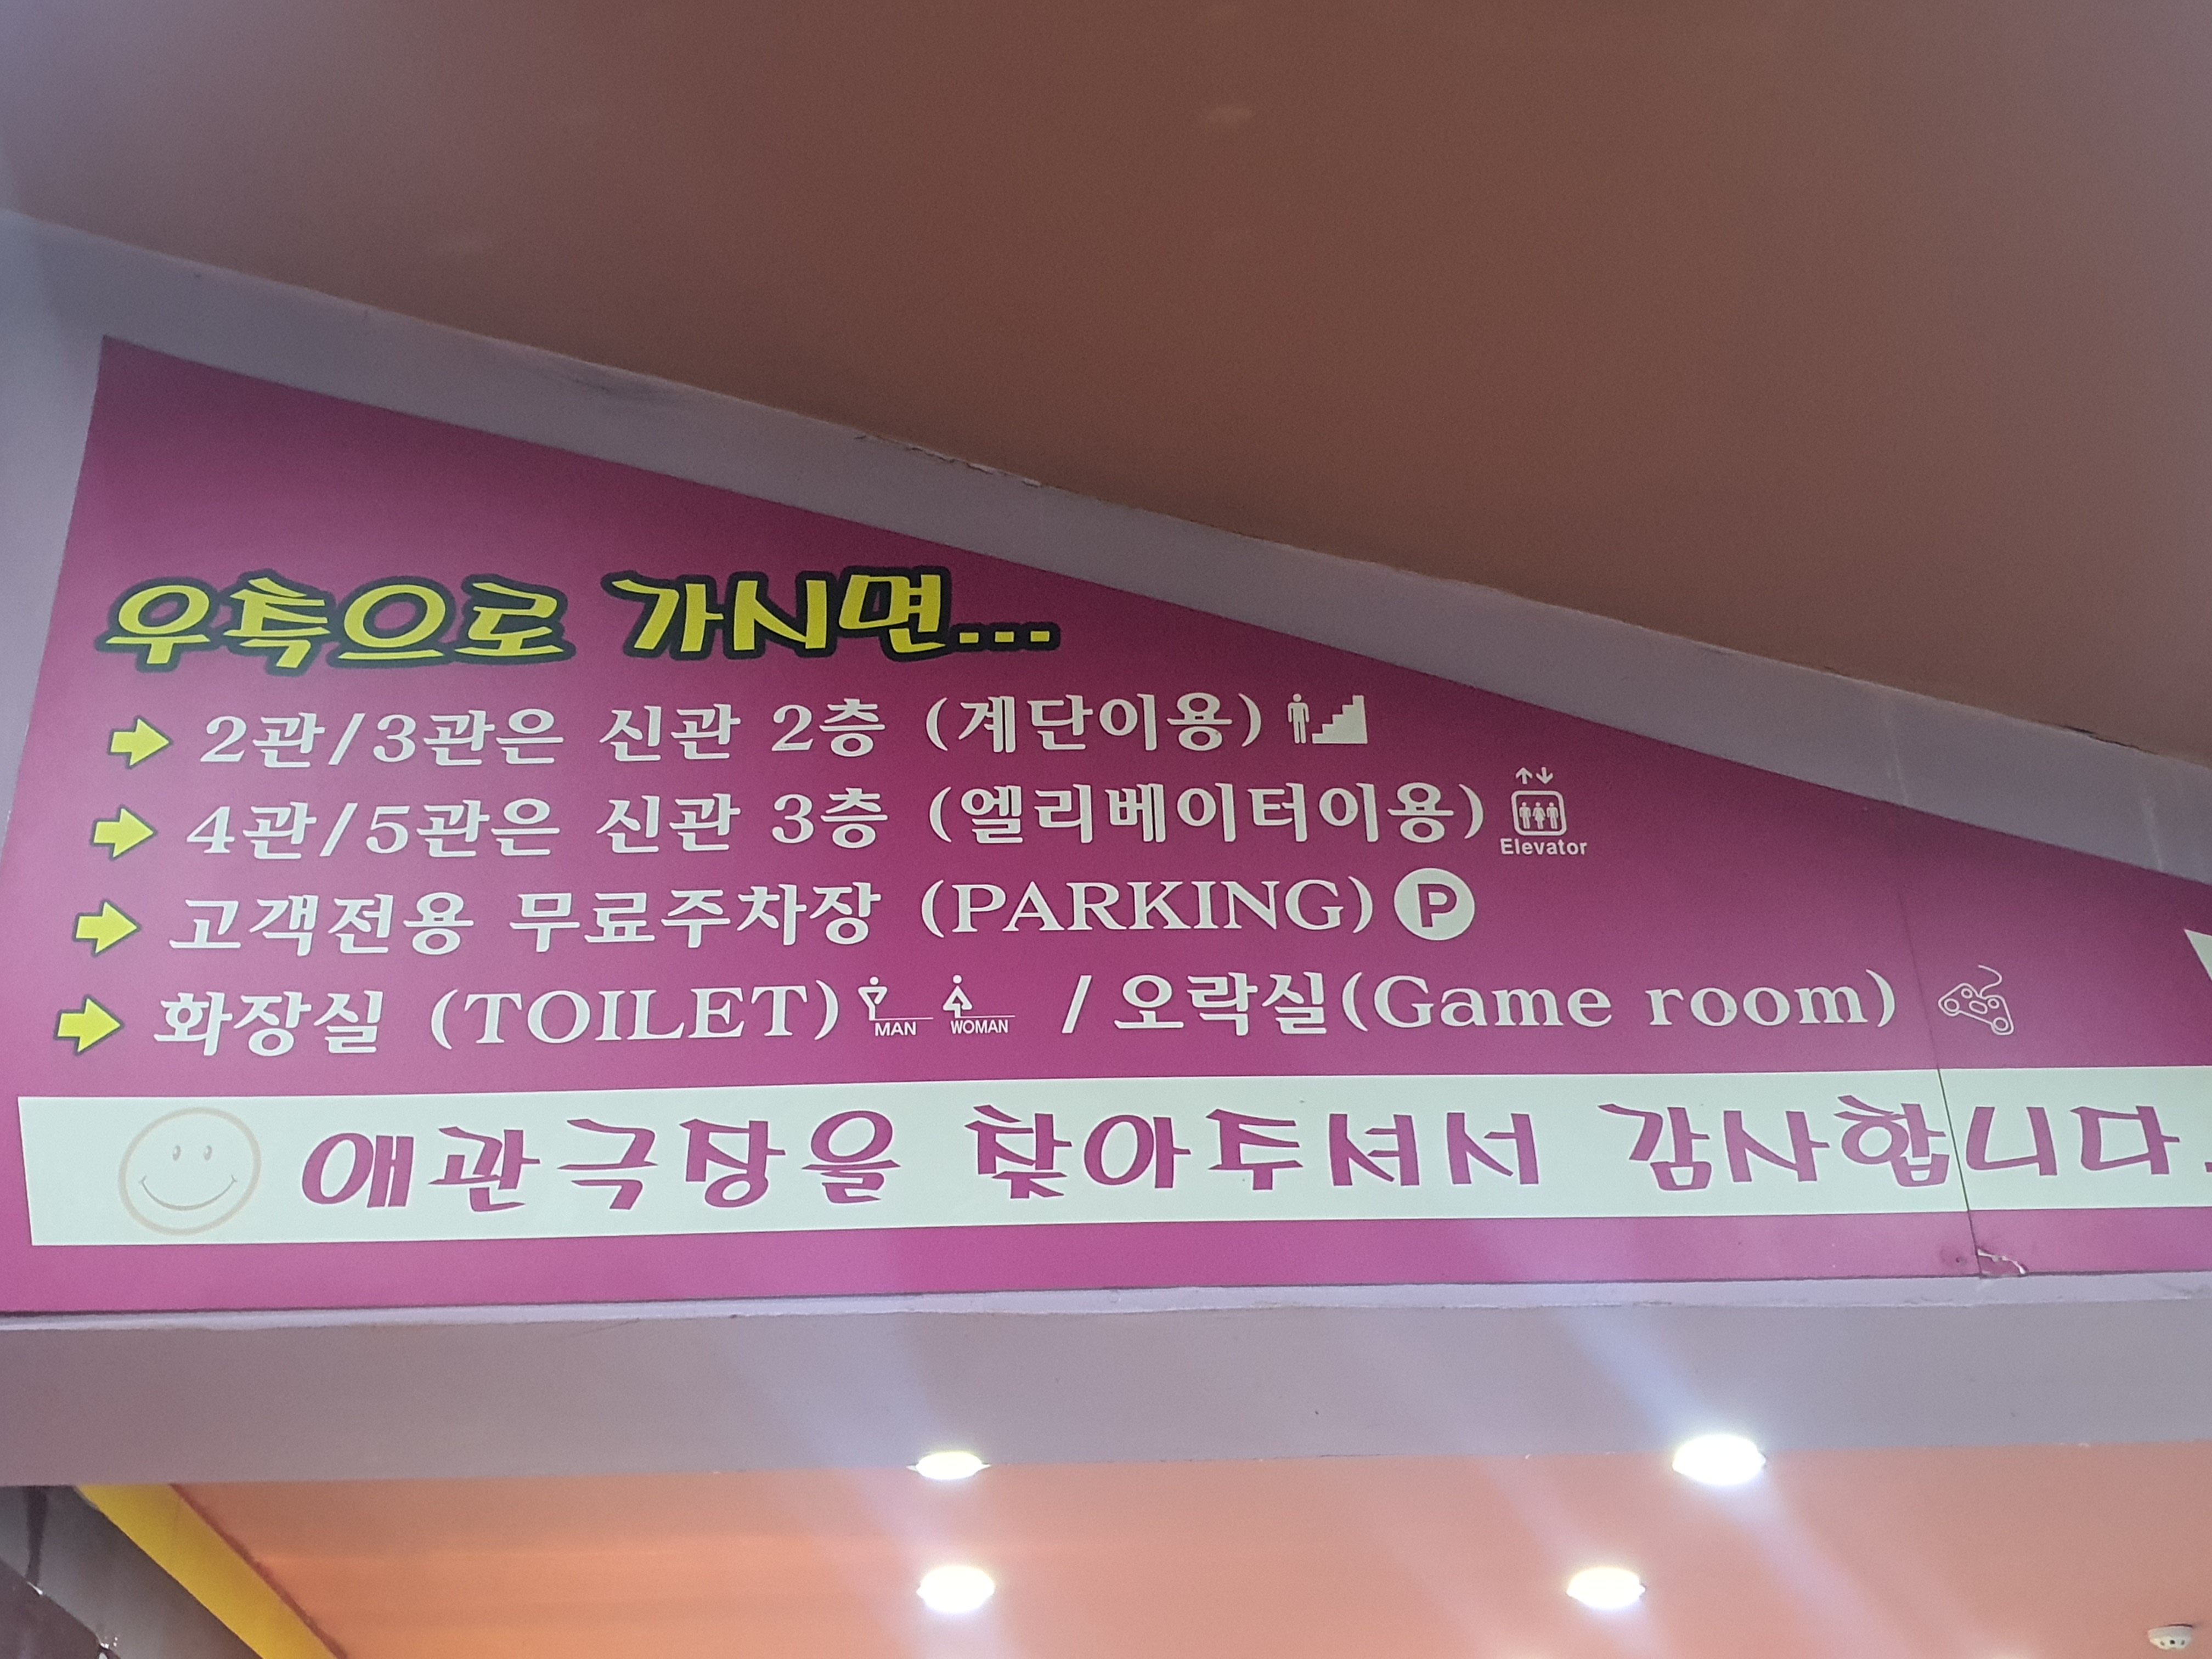 우측으로 가시면...
2관/3관은 신관 2층 (계단이용)
4관/5관은 신관 3층 (엘리베이터이용)
Elevator
고객전용 무료주차장 (PARKING) P
화장실 (TOILET) MAN WOMAN / 오락실(Game room)
애관극장을 찾아주셔서 감사합니다.